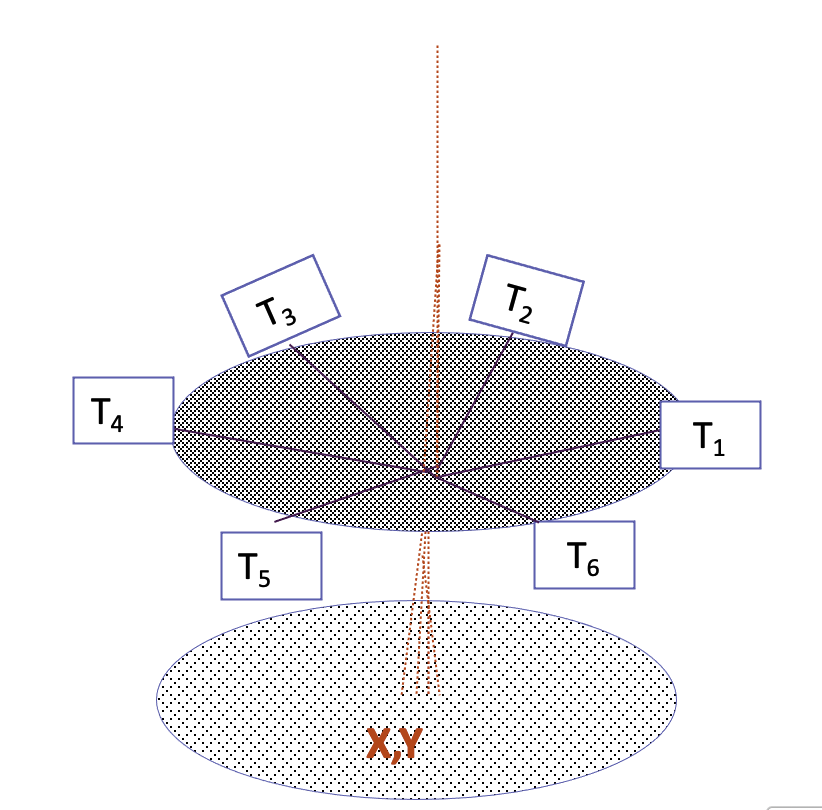 T₃
T₂
T₄
T₁
T₅
T₆
X,Y